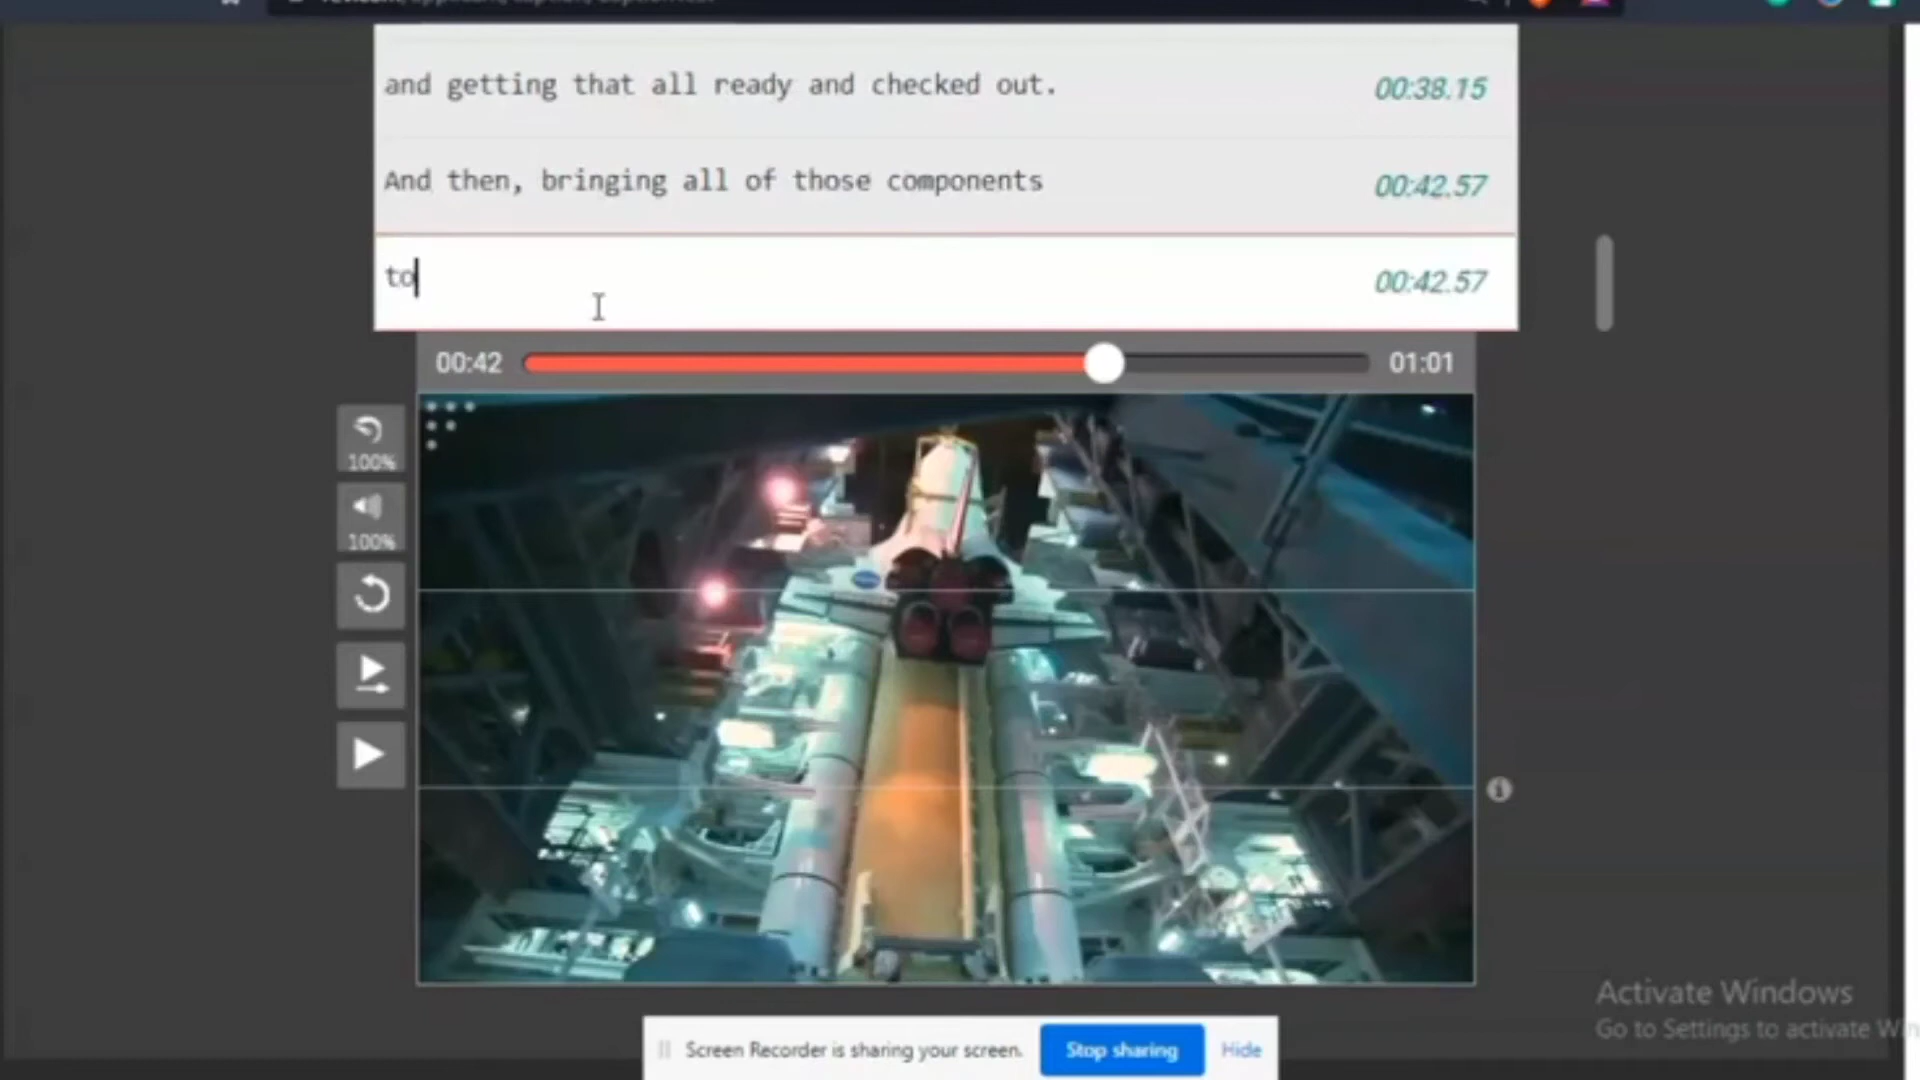 and getting that all ready and checked out. 00:38.15
And then, bringing all of those components 00:42.57
to 00:42.57
00:42 01:01
100%
100%
Screen Recorder is sharing your screen. Stop sharing Hide
Activate Windows
Go to Settings to activate Win